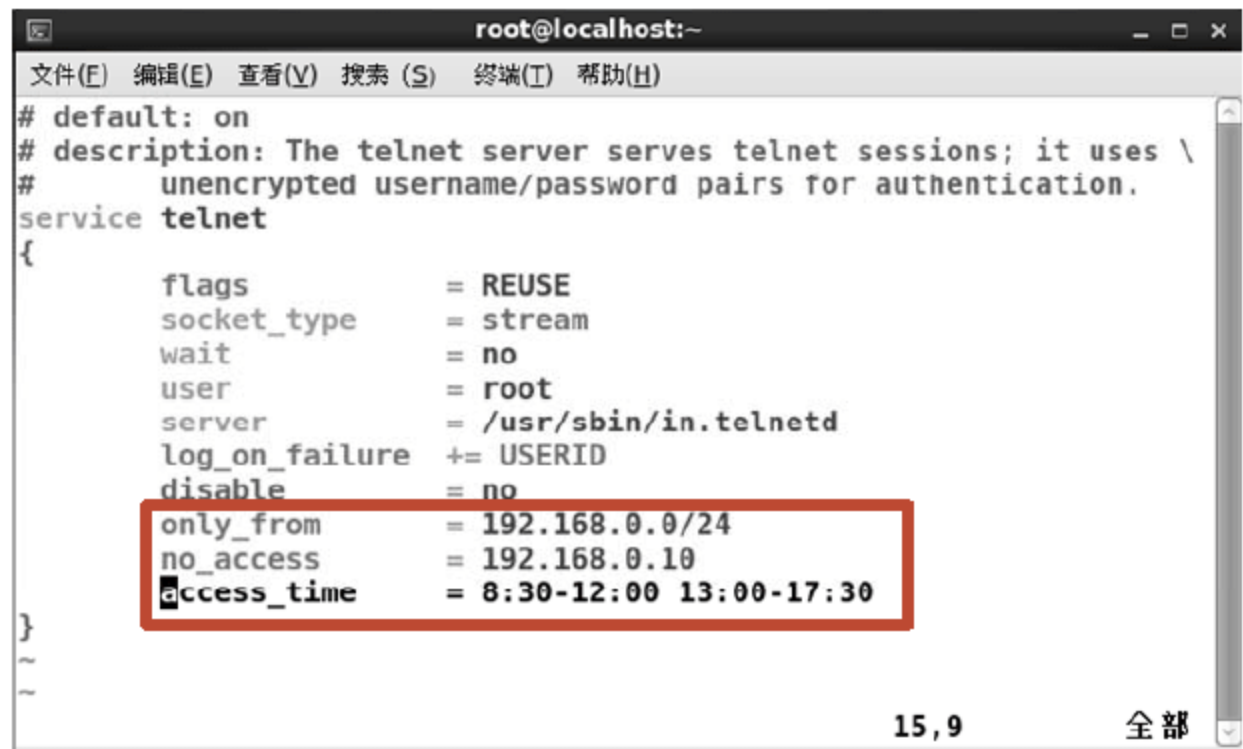 root@localhost:~
文件(F) 编辑(E) 查看(V) 搜索 (S) 终端(T) 帮助(H)
# default: on
# description: The telnet server serves telnet sessions; it uses \
#       unencrypted username/password pairs for authentication.
service telnet
{
        flags           = REUSE
        socket_type     = stream
        wait            = no
        user            = root
        server          = /usr/sbin/in.telnetd
        log_on_failure  += USERID
        disable         = no
        only_from       = 192.168.0.0/24
        no_access       = 192.168.0.10
        access_time     = 8:30-12:00 13:00-17:30
}
~
~
15,9 全部